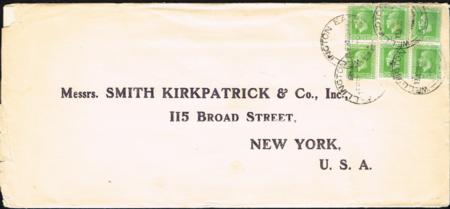 Messrs. SMITH KIRKPATRICK & Co., Inc.,
115 BROAD STREET,
NEW YORK,
U. S. A.